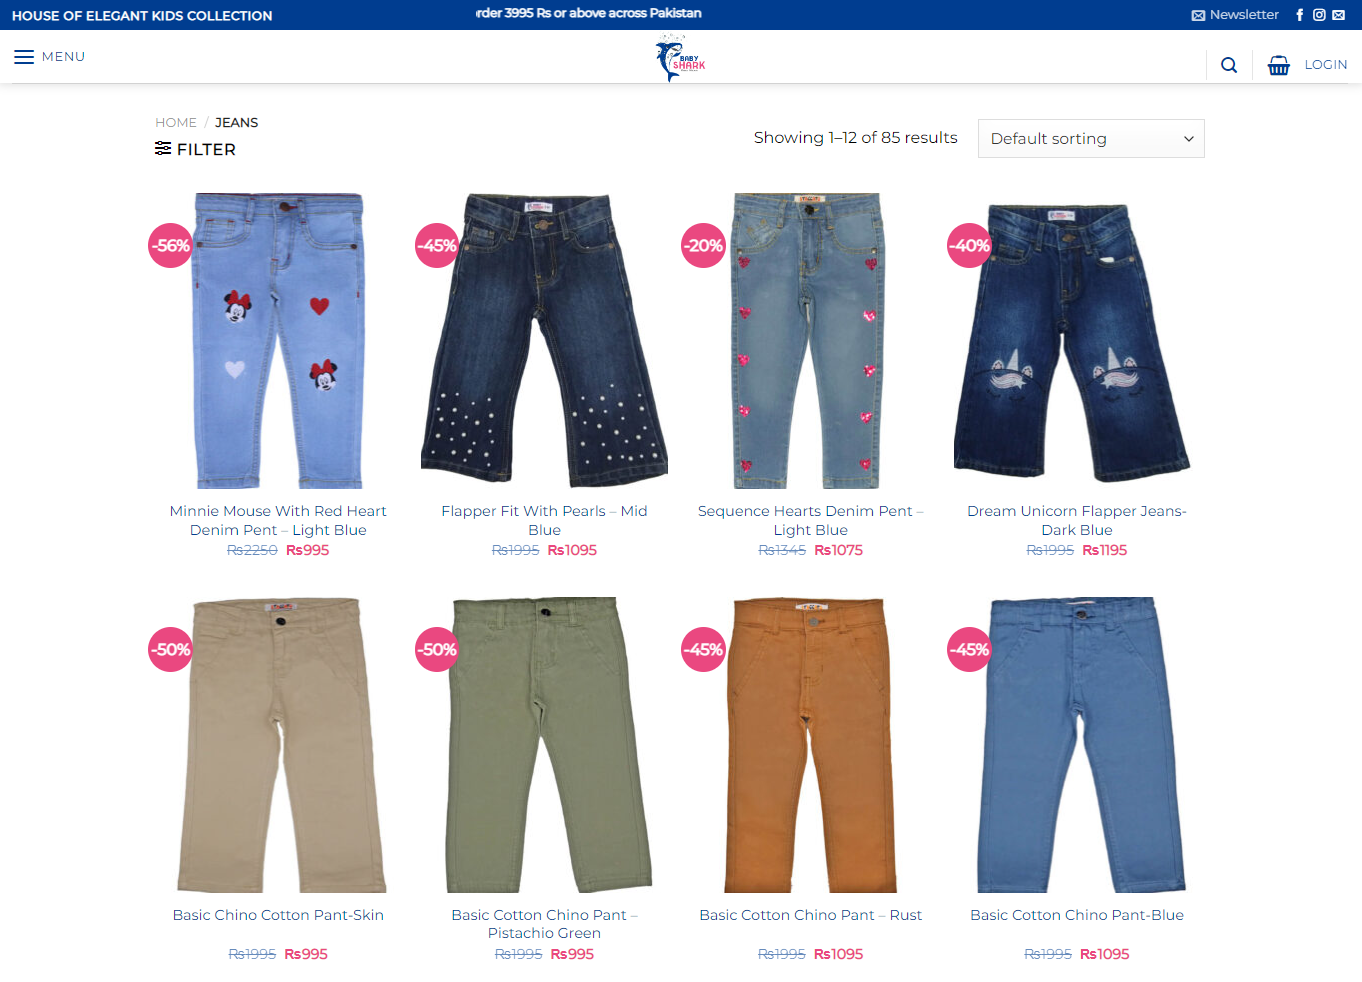 HOUSE OF ELEGANT KIDS COLLECTION
rder 3995 Rs or above across Pakistan
Newsletter
MENU
BABY
SHARK
LOGIN
HOME / JEANS
FILTER
Showing 1–12 of 85 results
Default sorting
-56%
-45%
-20%
-40%
Minnie Mouse With Red Heart
Denim Pent – Light Blue
₨2250 ₨995
Flapper Fit With Pearls – Mid
Blue
₨1995 ₨1095
Sequence Hearts Denim Pent –
Light Blue
₨1345 ₨1075
Dream Unicorn Flapper Jeans-
Dark Blue
₨1995 ₨1195
-50%
-50%
-45%
-45%
Basic Chino Cotton Pant-Skin
₨1995 ₨995
Basic Cotton Chino Pant –
Pistachio Green
₨1995 ₨995
Basic Cotton Chino Pant – Rust
₨1995 ₨1095
Basic Cotton Chino Pant-Blue
₨1995 ₨1095